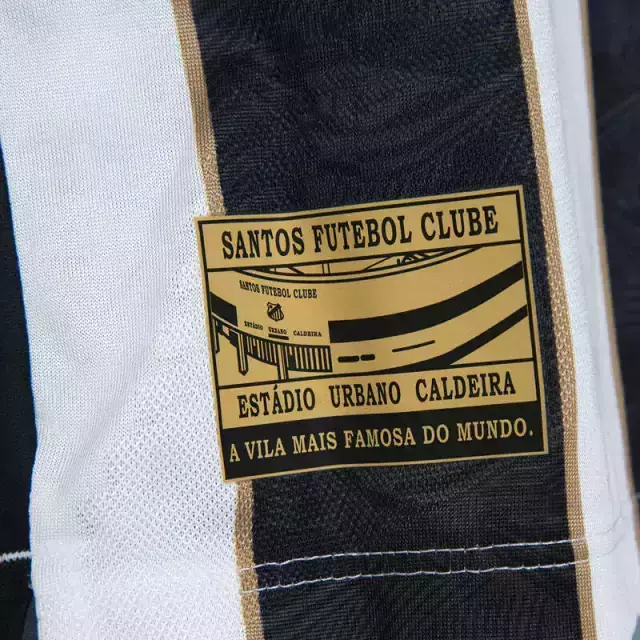 SANTOS FUTEBOL CLUBE
SANTOS FUTEBOL CLUBE
ESTÁDIO URBANO CALDEIRA
ESTÁDIO URBANO CALDEIRA
A VILA MAIS FAMOSA DO MUNDO.